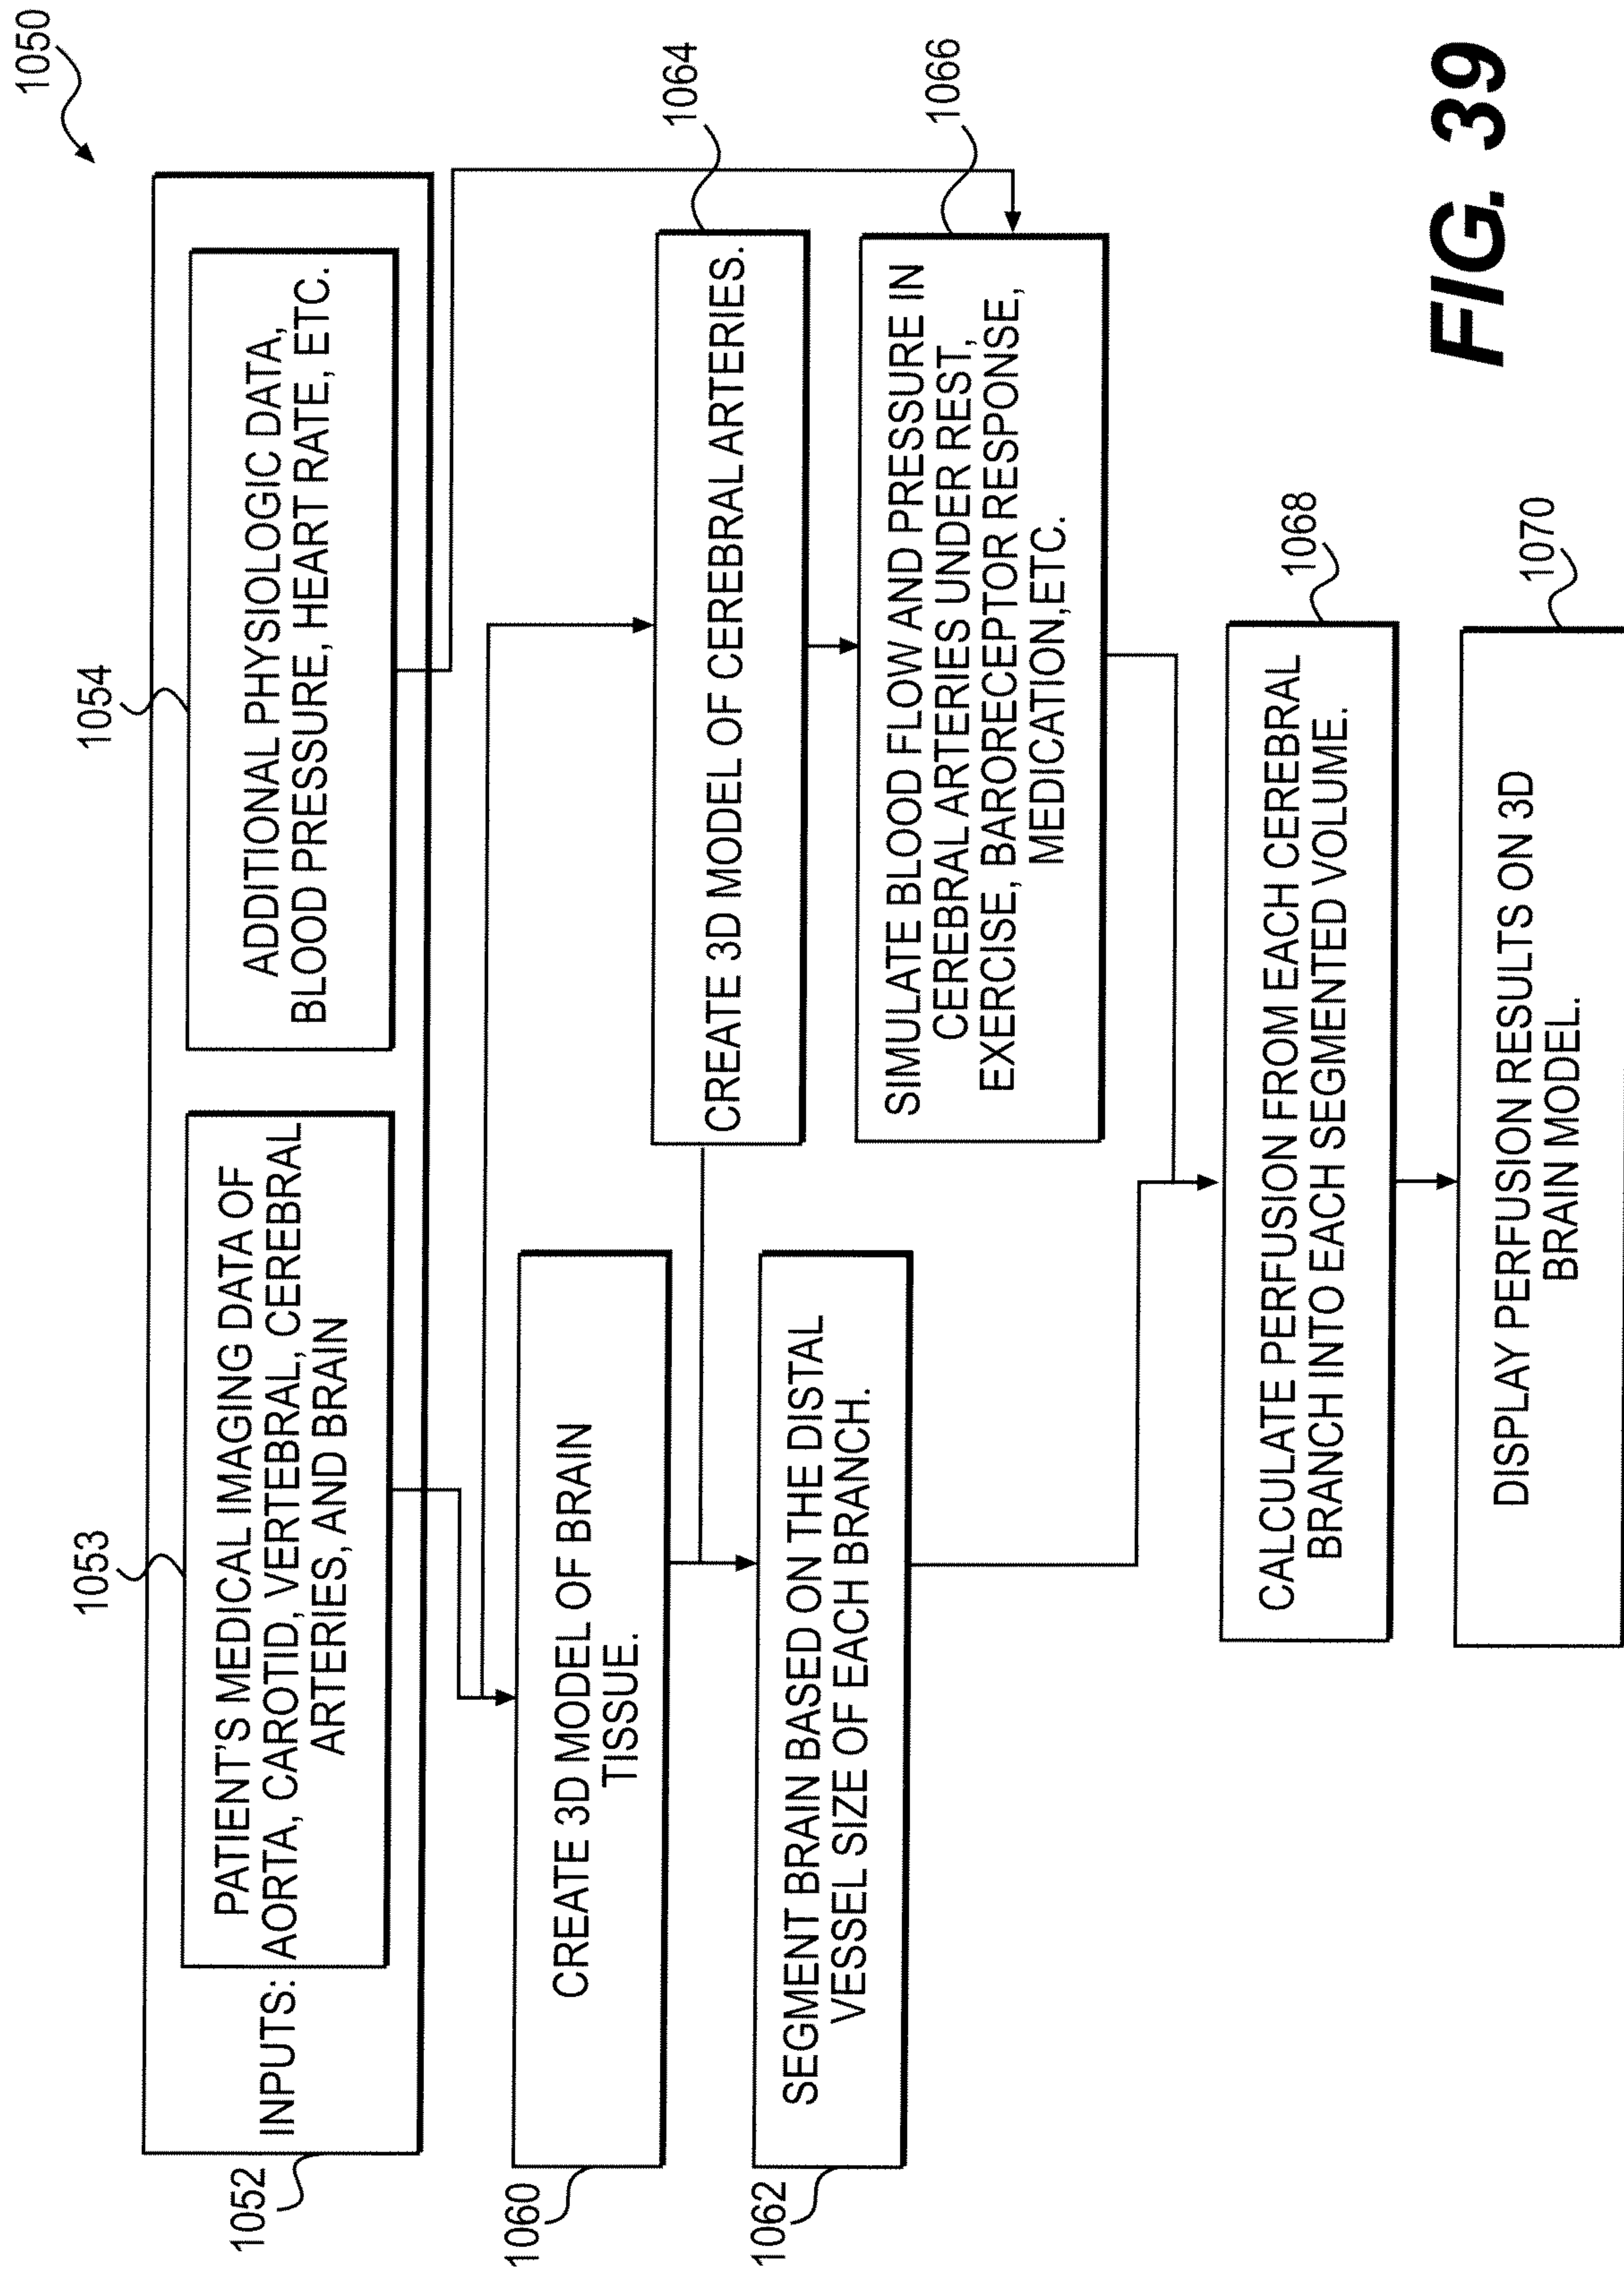 1050
1054
1053
1052
INPUTS:
PATIENT'S MEDICAL IMAGING DATA OF
AORTA, CAROTID, VERTEBRAL, CEREBRAL
ARTERIES, AND BRAIN
ADDITIONAL PHYSIOLOGIC DATA,
BLOOD PRESSURE, HEART RATE, ETC.
1060
CREATE 3D MODEL OF BRAIN
TISSUE.
1064
CREATE 3D MODEL OF CEREBRAL ARTERIES.
1062
SEGMENT BRAIN BASED ON THE DISTAL
VESSEL SIZE OF EACH BRANCH.
1066
SIMULATE BLOOD FLOW AND PRESSURE IN
CEREBRAL ARTERIES UNDER REST,
EXERCISE, BARORECEPTOR RESPONSE,
MEDICATION,ETC.
1068
CALCULATE PERFUSION FROM EACH CEREBRAL
BRANCH INTO EACH SEGMENTED VOLUME.
1070
DISPLAY PERFUSION RESULTS ON 3D
BRAIN MODEL.
FIG. 39